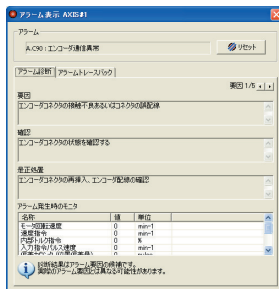 アラーム表示 AXIS#1
アラーム
A.C90 : エンコーダ通信異常
リセット
アラーム診断 アラームトレースバック
要因 1/5
要因
エンコーダコネクタの接触不良あるいはコネクタの誤配線
確認
エンコーダコネクタの状態を確認する
是正処置
エンコーダコネクタの再挿入、エンコーダ配線の確認
アラーム発生時のモニタ
名称 値 単位
モータ回転速度 0 min-1
速度指令 0 min-1
内部トルク指令 0 %
入力指令パルス速度 0 min-1
診断結果はアラーム要因の候補です。
実際のアラーム要因とは異なる可能性があります。